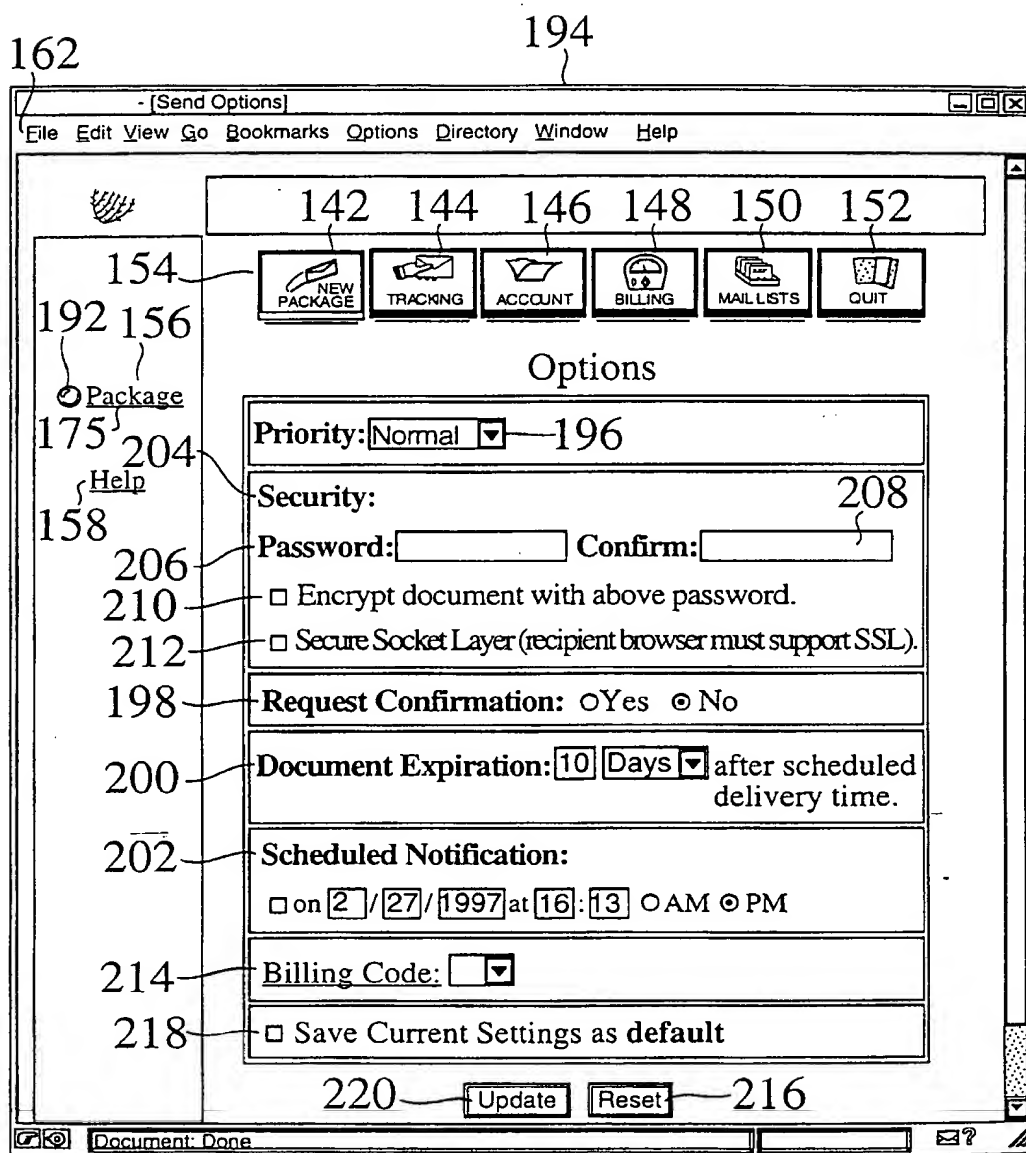 194
162
- [Send Options]
File Edit View Go Bookmarks Options Directory Window Help
142 144 146 148 150 152
154
NEW PACKAGE TRACKING ACCOUNT BILLING MAIL LISTS QUIT
192 156
Options
Package
175
Priority: Normal 196
204
Help
158
Security:
208
206 Password: Confirm:
210 Encrypt document with above password.
212 Secure Socket Layer (recipient browser must support SSL).
198 Request Confirmation: Yes No
200 Document Expiration: 10 Days after scheduled
delivery time.
202 Scheduled Notification:
on 2 / 27 / 1997 at 16 : 13 AM PM
214 Billing Code:
218 Save Current Settings as default
220 Update Reset 216
Document: Done
?